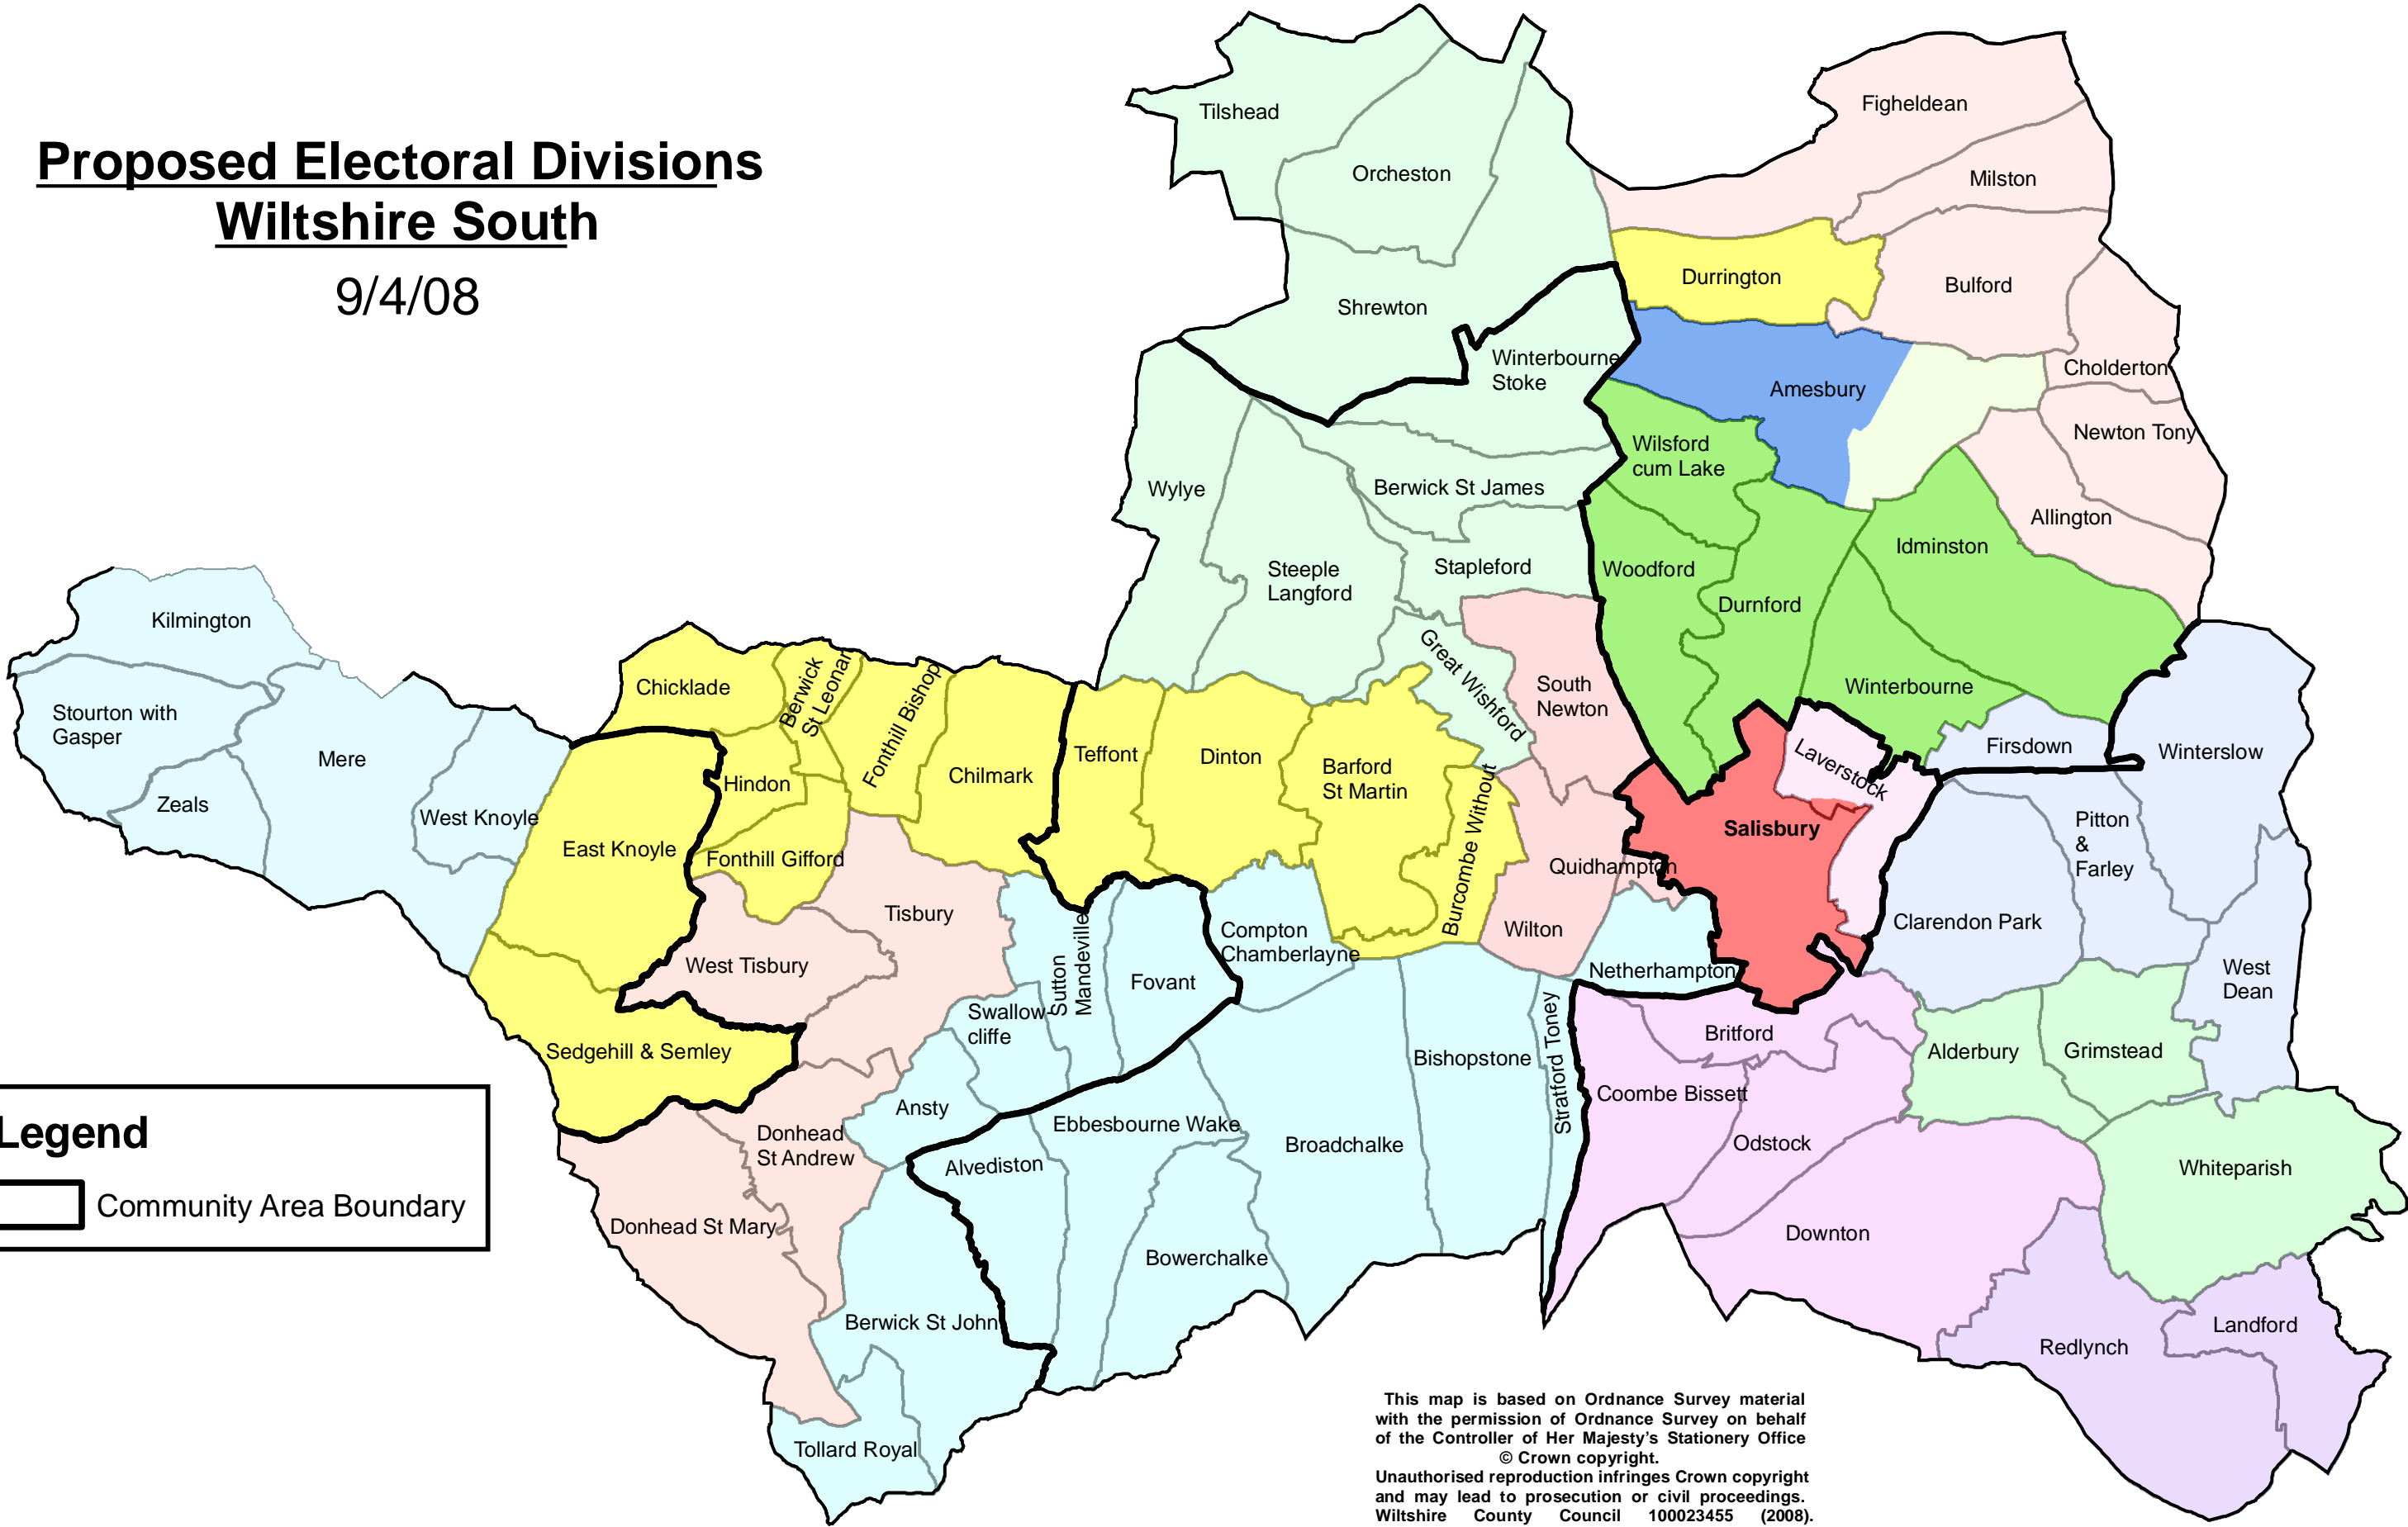 Proposed Electoral Divisions
Wiltshire South
9/4/08
Tilshead
Figheldean
Orcheston
Milston
Durrington
Bulford
Shrewton
Winterbourne
Stoke
Amesbury
Cholderton
Newton Tony
Wilsford
cum Lake
Wylye
Berwick St James
Allington
Idminston
Steeple
Langford
Stapleford
Woodford
Durnford
Kilmington
Great Wishford
South
Newton
Winterbourne
Chicklade
Berwick
St Leonar
Fonthill Bishop
Stourton with
Gasper
Mere
Hindon
Chilmark
Teffont
Dinton
Barford
St Martin
Burcombe Without
Laverstock
Firsdown
Winterslow
Zeals
West Knoyle
East Knoyle
Fonthill Gifford
Quidhampton
Salisbury
Pitton
&
Farley
Tisbury
Compton
Chamberlayne
Wilton
Clarendon Park
West Tisbury
Sutton
Mandeville
Fovant
Netherhampton
West
Dean
Swallow-
cliffe
Sedgehill & Semley
Bishopstone
Stratford Toney
Britford
Alderbury
Grimstead
Coombe Bissett
Ansty
Ebbesbourne Wake
Donhead
St Andrew
Alvediston
Broadchalke
Odstock
Whiteparish
Donhead St Mary
Bowerchalke
Downton
Berwick St John
Landford
Redlynch
Tollard Royal
Legend
Community Area Boundary
This map is based on Ordnance Survey material
with the permission of Ordnance Survey on behalf
of the Controller of Her Majesty's Stationery Office
© Crown copyright.
Unauthorised reproduction infringes Crown copyright
and may lead to prosecution or civil proceedings.
Wiltshire County Council 100023455 (2008).